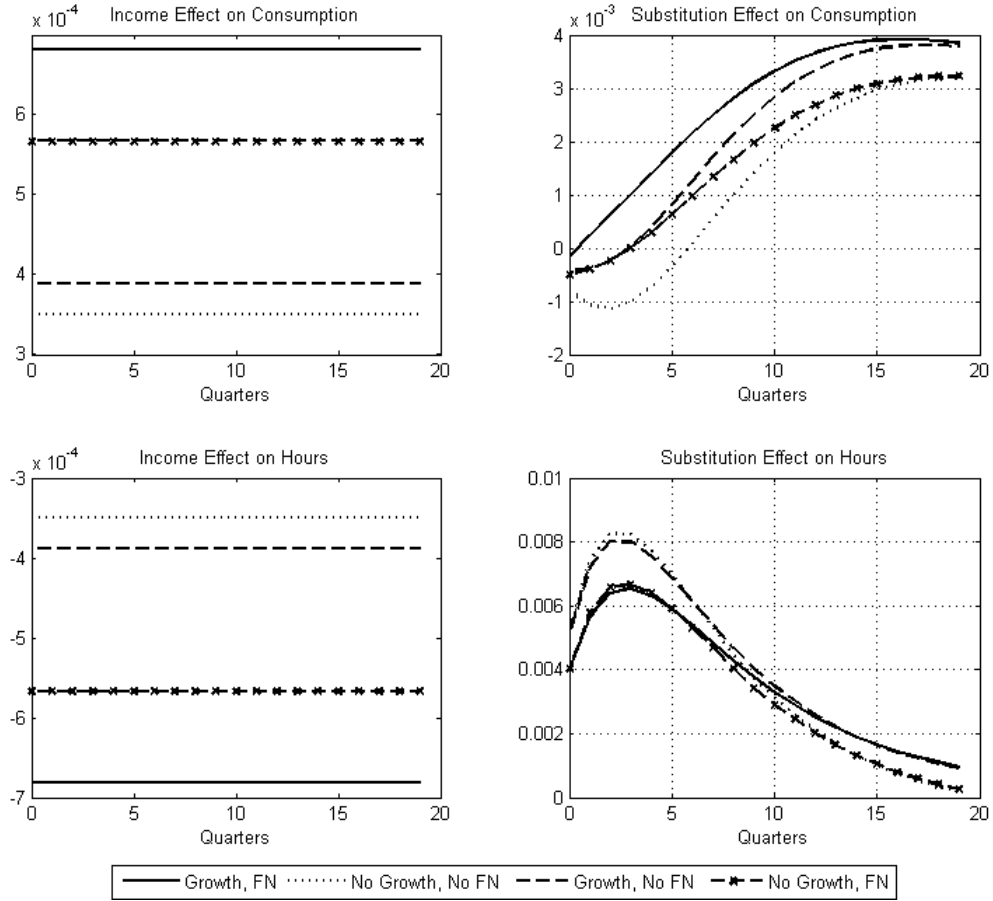 x 10-4 Income Effect on Consumption
6
5
4
3
0 5 10 15 20
Quarters
x 10-3 Substitution Effect on Consumption
4
3
2
1
0
-1
-2
0 5 10 15 20
Quarters
x 10-4 Income Effect on Hours
-3
-4
-5
-6
-7
0 5 10 15 20
Quarters
Substitution Effect on Hours
0.01
0.008
0.006
0.004
0.002
0
0 5 10 15 20
Quarters
Growth, FN No Growth, No FN Growth, No FN No Growth, FN